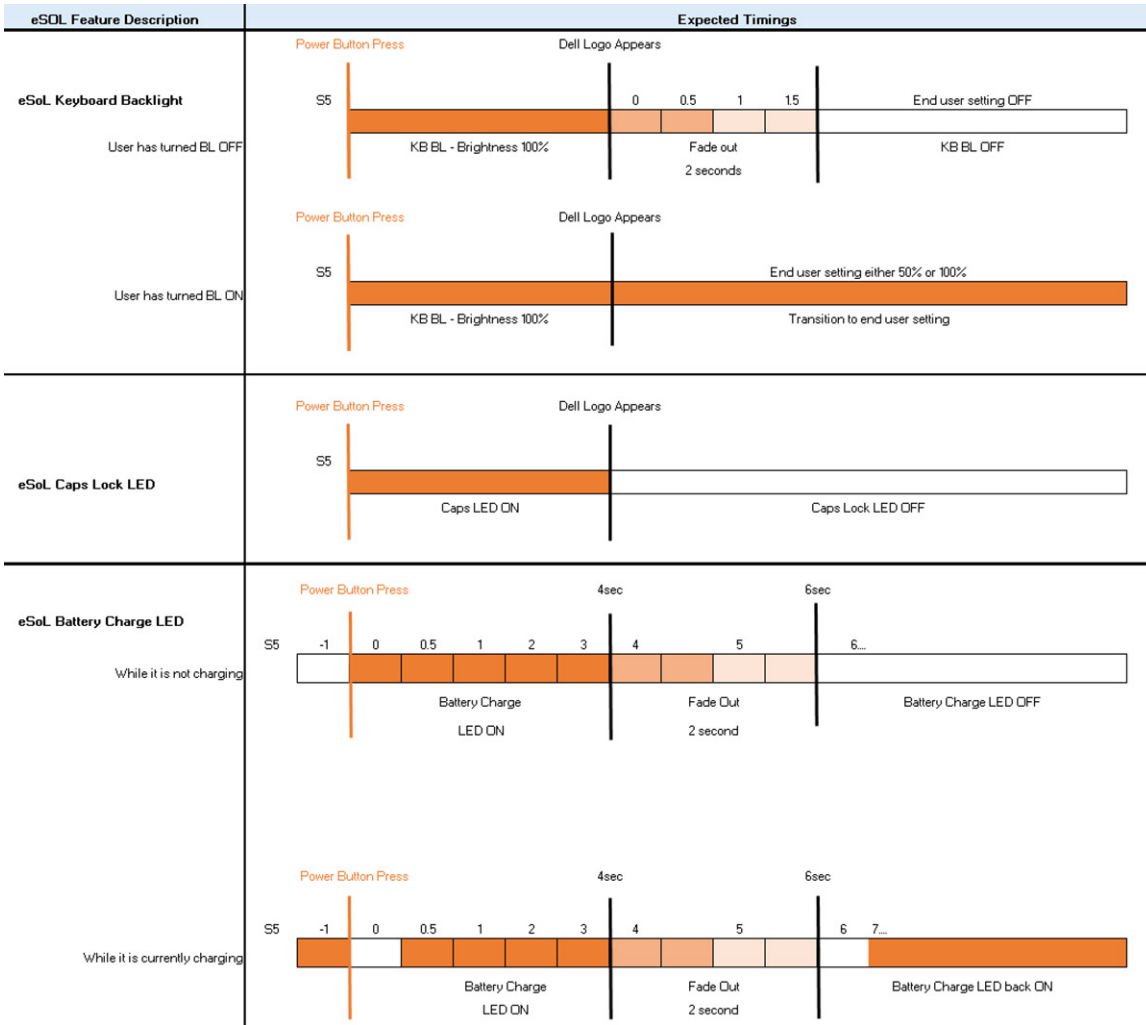 eSOL Feature Description
Expected Timings
Power Button Press
Dell Logo Appears
eSoL Keyboard Backlight
S5
0 0.5 1 1.5
End user setting OFF
User has turned BL OFF
KB BL - Brightness 100%
Fade out
KB BL OFF
2 seconds
Power Button Press
Dell Logo Appears
S5
End user setting either 50% or 100%
User has turned BL ON
KB BL - Brightness 100%
Transition to end user setting
Power Button Press
Dell Logo Appears
S5
eSoL Caps Lock LED
Caps LED ON
Caps Lock LED OFF
Power Button Press
4sec
6sec
eSoL Battery Charge LED
S5
-1 0 0.5 1 2 3 4 5 6....
While it is not charging
Battery Charge
Fade Out
Battery Charge LED OFF
LED ON
2 second
Power Button Press
4sec
6sec
S5
-1 0 0.5 1 2 3 4 5 6 7....
While it is currently charging
Battery Charge
Fade Out
Battery Charge LED back ON
LED ON
2 second